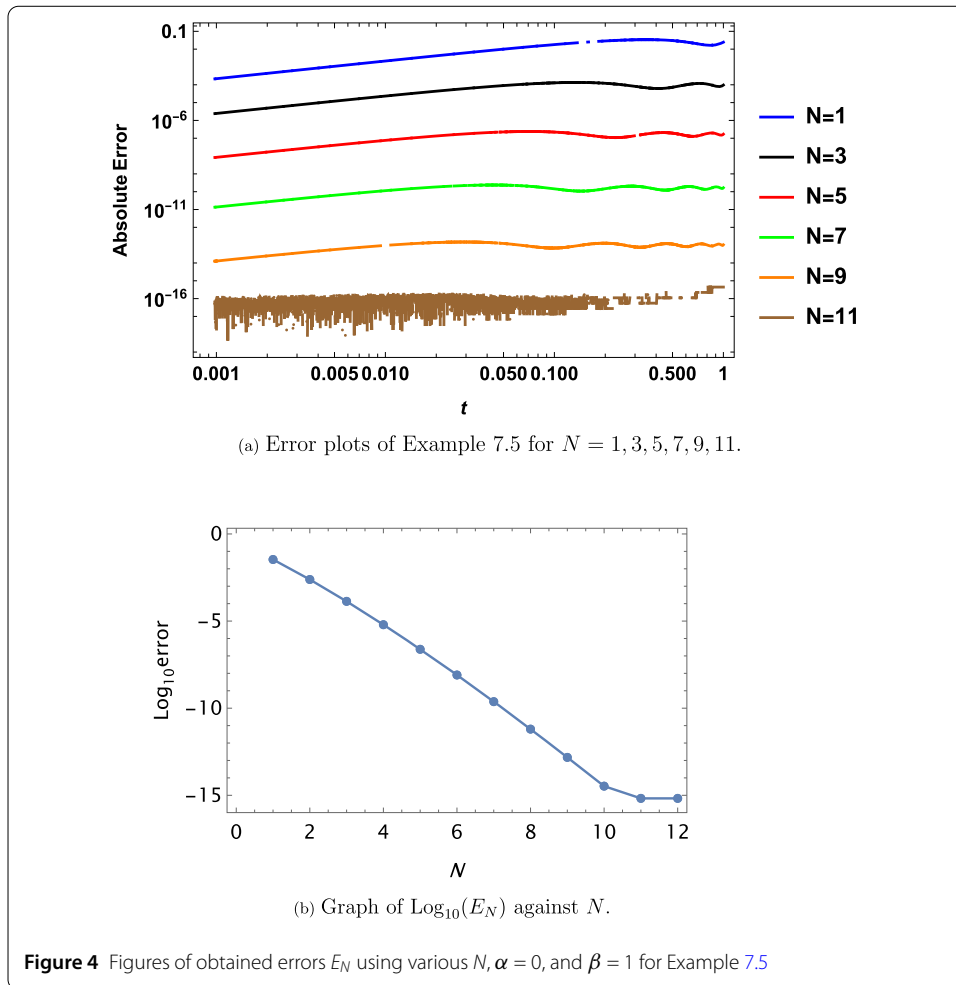 0.1
10⁻⁶
10⁻¹¹
10⁻¹⁶
Absolute Error
0.001 0.005 0.010 0.050 0.100 0.500 1
t
N=1
N=3
N=5
N=7
N=9
N=11
(a) Error plots of Example 7.5 for N = 1, 3, 5, 7, 9, 11.
0
−5
−10
−15
Log₁₀error
0 2 4 6 8 10 12
N
(b) Graph of Log₁₀(E_N) against N.
Figure 4 Figures of obtained errors E_N using various N, α = 0, and β = 1 for Example 7.5